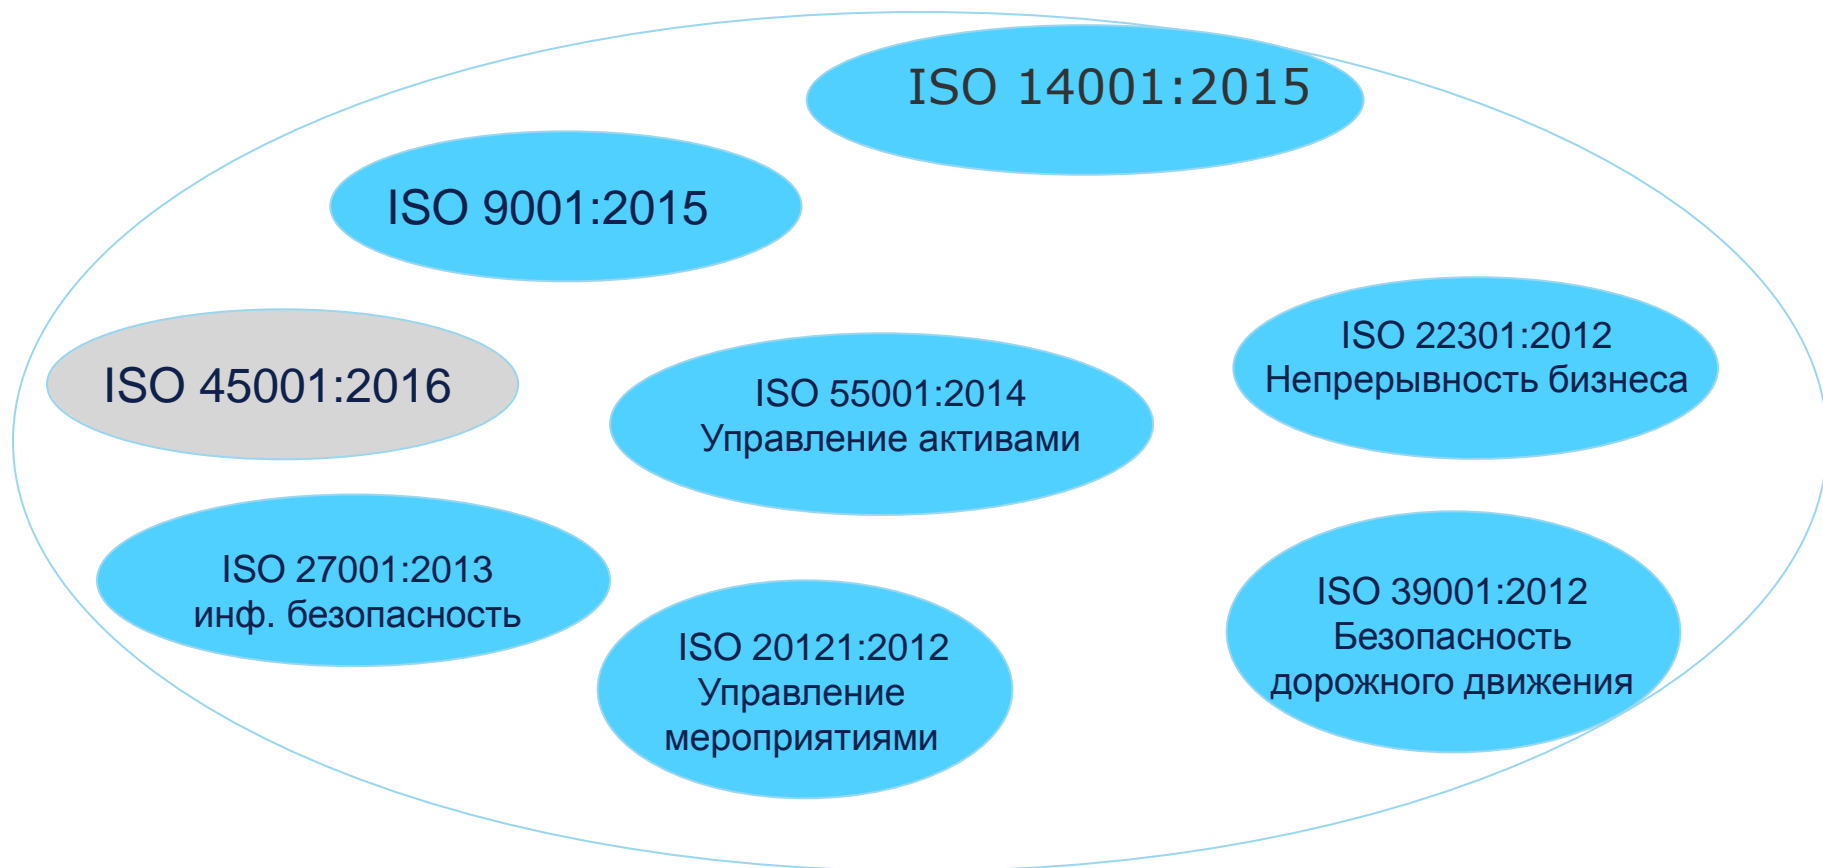 ISO 14001:2015
ISO 9001:2015
ISO 45001:2016
ISO 55001:2014
Управление активами
ISO 22301:2012
Непрерывность бизнеса
ISO 27001:2013
инф. безопасность
ISO 20121:2012
Управление
мероприятиями
ISO 39001:2012
Безопасность
дорожного движения